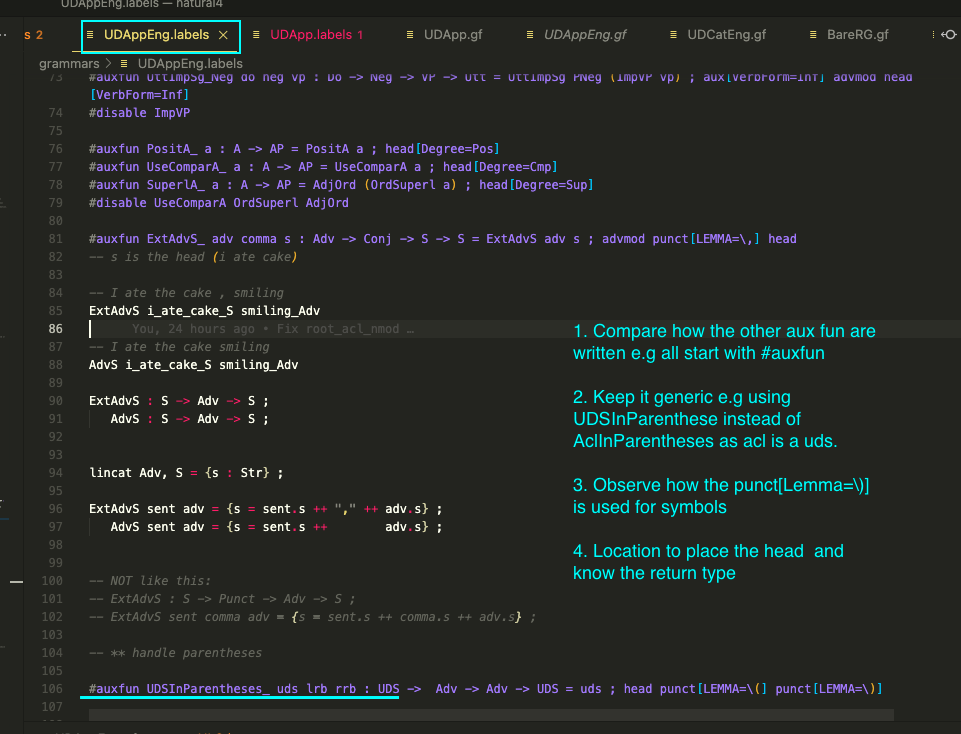 UDAppEng.labels — natural4
s 2 UDAppEng.labels UDApp.labels 1 UDApp.gf UDAppEng.gf UDCatEng.gf BareRG.gf
grammars > UDAppEng.labels
73 #auxfun UttImpSg_Neg do neg vp : Do -> Neg -> VP -> Utt = UttImpSg PNeg (ImpVP vp) ; aux[VerbForm=Inf] advmod head
[VerbForm=Inf]
74 #disable ImpVP
75
76 #auxfun PositA_ a : A -> AP = PositA a ; head[Degree=Pos]
77 #auxfun UseComparA_ a : A -> AP = UseComparA a ; head[Degree=Cmp]
78 #auxfun SuperlA_ a : A -> AP = AdjOrd (OrdSuperl a) ; head[Degree=Sup]
79 #disable UseComparA OrdSuperl AdjOrd
80
81 #auxfun ExtAdvS_ adv comma s : Adv -> Conj -> S -> S = ExtAdvS adv s ; advmod punct[LEMMA=\,] head
82 -- s is the head (i ate cake)
83
84 -- I ate the cake , smiling
85 ExtAdvS i_ate_cake_S smiling_Adv
86 You, 24 hours ago • Fix root_acl_nmod …
87 -- I ate the cake smiling
88 AdvS i_ate_cake_S smiling_Adv
89
90 ExtAdvS : S -> Adv -> S ;
91 AdvS : S -> Adv -> S ;
92
93
94 lincat Adv, S = {s : Str} ;
95
96 ExtAdvS sent adv = {s = sent.s ++ "," ++ adv.s} ;
97 AdvS sent adv = {s = sent.s ++ adv.s} ;
98
99
100 -- NOT like this:
101 -- ExtAdvS : S -> Punct -> Adv -> S ;
102 -- ExtAdvS sent comma adv = {s = sent.s ++ comma.s ++ adv.s} ;
103
104 -- ** handle parentheses
105
106 #auxfun UDSInParentheses_ uds lrb rrb : UDS -> Adv -> Adv -> UDS = uds ; head punct[LEMMA=\(] punct[LEMMA=\)]
107
1. Compare how the other aux fun are
written e.g all start with #auxfun
2. Keep it generic e.g using
UDSInParenthese instead of
AclInParentheses as acl is a uds.
3. Observe how the punct[Lemma=\)]
is used for symbols
4. Location to place the head and
know the return type